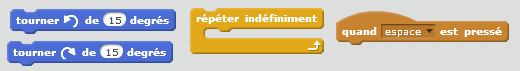 tourner de 15 degrés
tourner de 15 degrés
répéter indéfiniment
quand espace est pressé